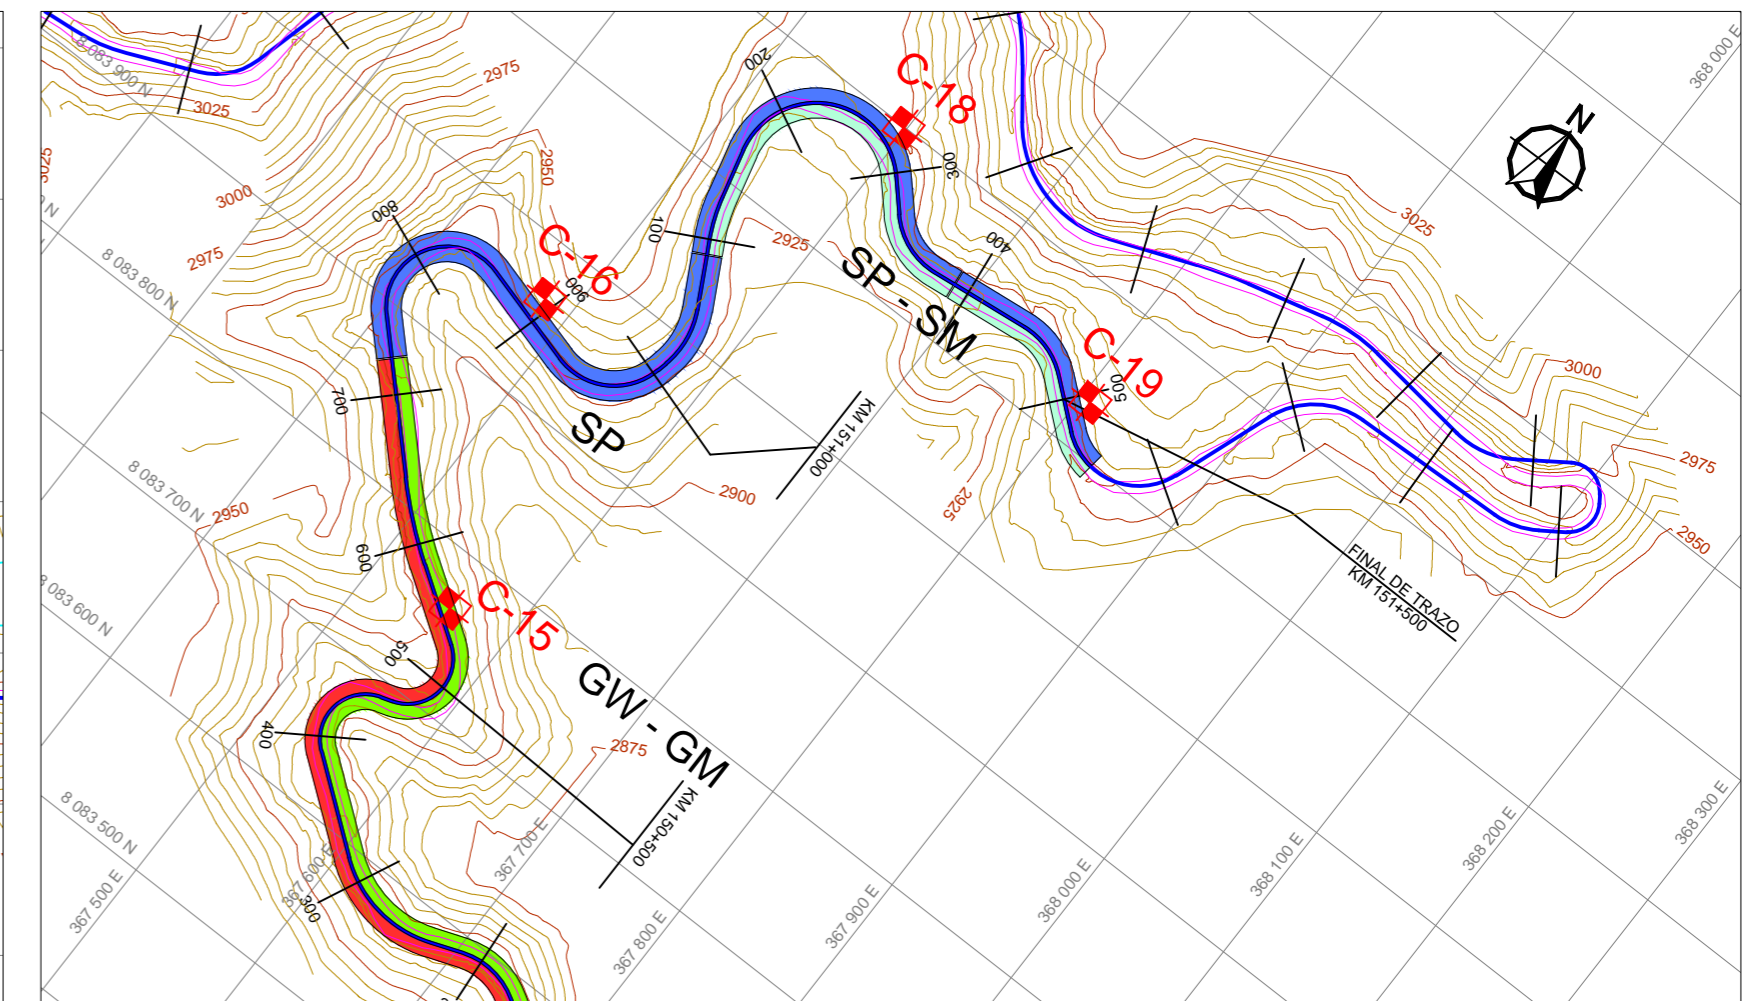 8 083 900 N
3025
2975
200
C-18
368 000 E
N
3025
2950
3000
800
300
3025
100
2925
400
2975
8 083 800 N
C-16
900
SP - SM
C-19
3000
700
500
SP
KM 151+000
2975
2900
2925
8 083 700 N
2950
2950
600
FINAL DE TRAZO
KM 151+500
8 083 600 N
C-15
500
GW - GM
400
2875
KM 150+500
8 083 500 N
367 500 E
367 600 E
300
367 700 E
367 800 E
367 900 E
368 000 E
368 100 E
368 200 E
368 300 E